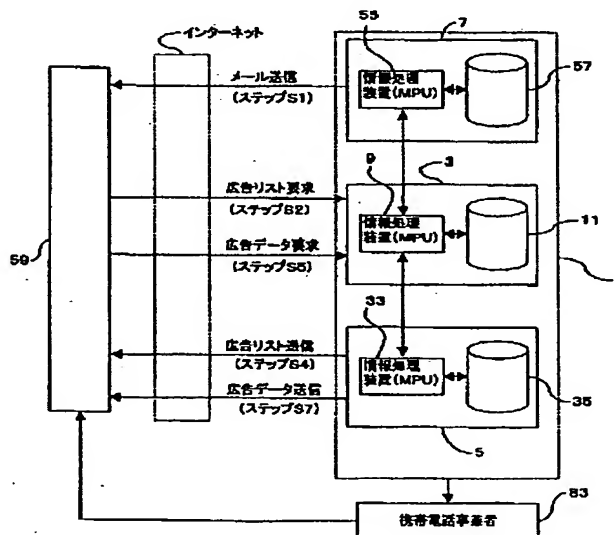 インターネット
55
7
メール送信
(ステップS1)
情報処理
装置(MPU)
57
広告リスト要求
(ステップS2)
9
3
情報処理
装置(MPU)
11
59
広告データ要求
(ステップS5)
33
広告リスト送信
(ステップS4)
情報処理
装置(MPU)
35
広告データ送信
(ステップS7)
5
携帯電話事業者